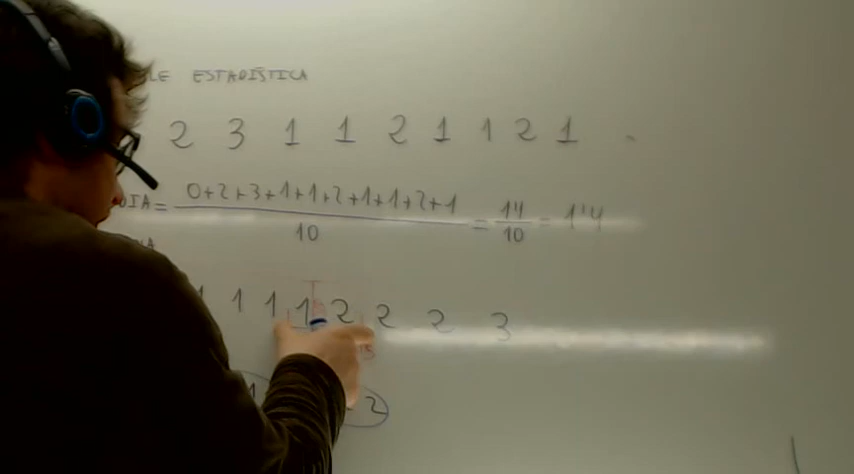 LE ESTADÍSTICA
2 3 1 1 2 1 1 2 1
DIA = 0+2+3+1+1+2+1+1+2+1 / 10 = 14/10 = 1'4
1 1 1 1 2 2 2 3
1 2